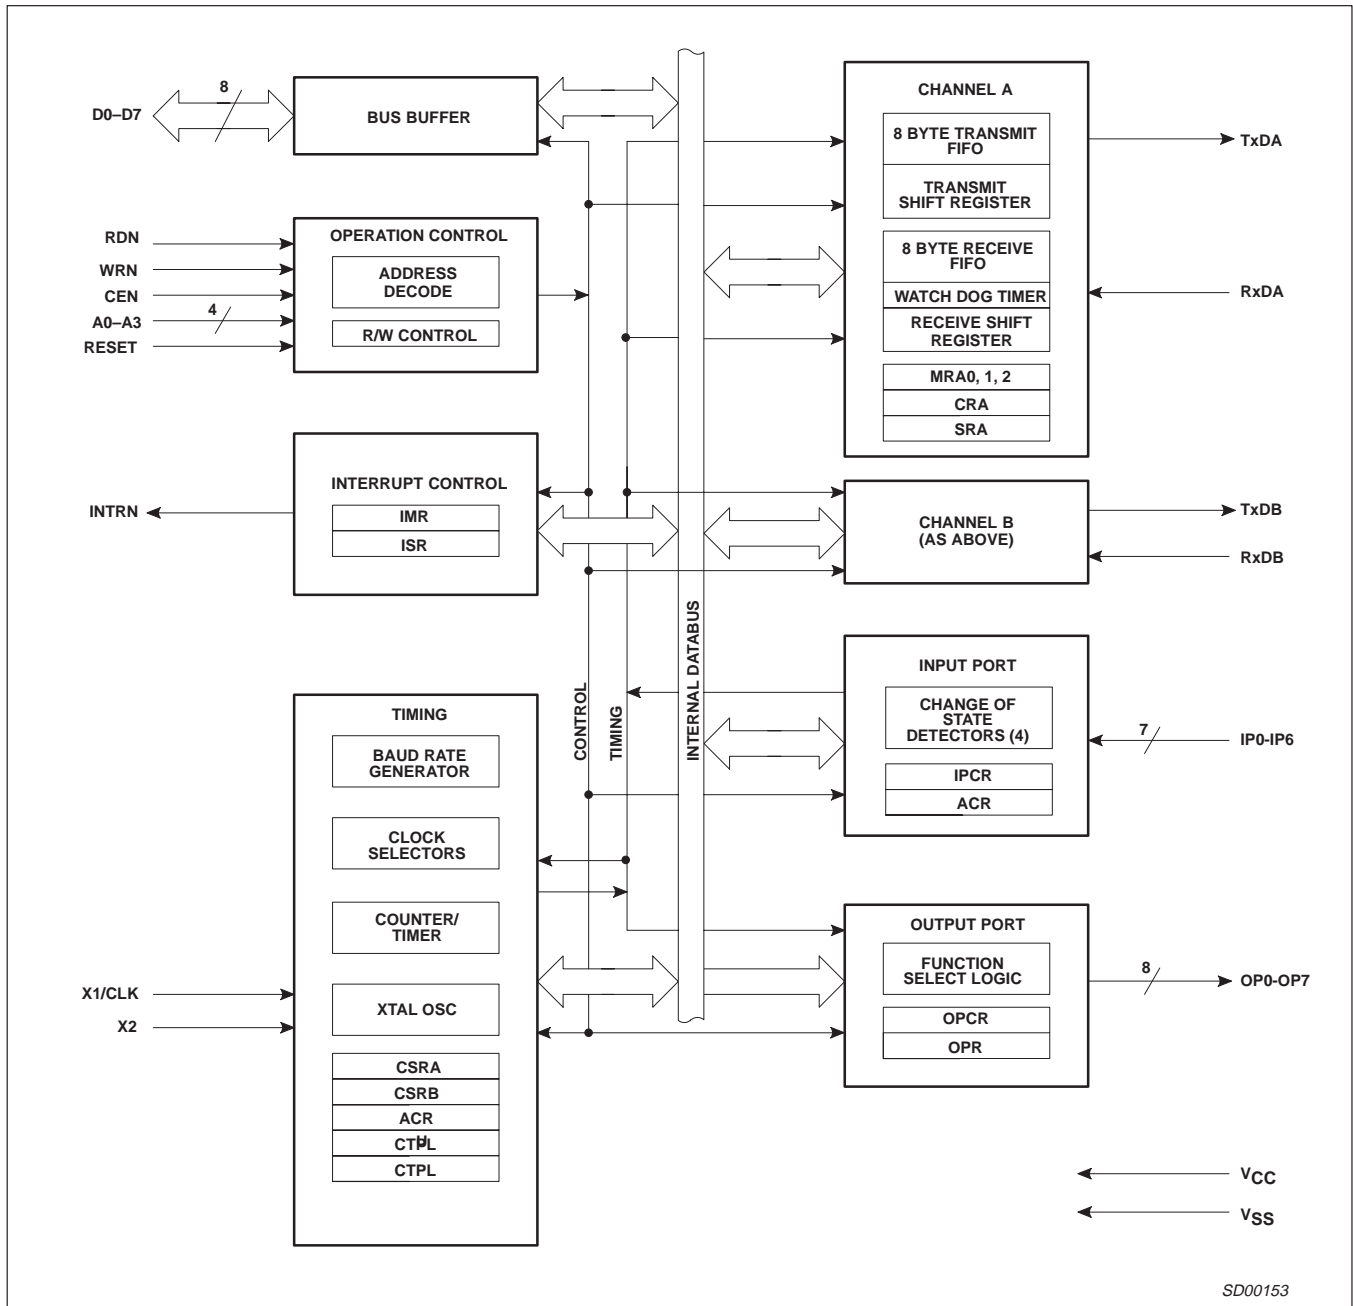 D0–D7
8
BUS BUFFER
RDN
WRN
CEN
A0–A3
4
RESET
OPERATION CONTROL
ADDRESS
DECODE
R/W CONTROL
INTRN
INTERRUPT CONTROL
IMR
ISR
TIMING
BAUD RATE
GENERATOR
CLOCK
SELECTORS
COUNTER/
TIMER
X1/CLK
X2
XTAL OSC
CSRA
CSRB
ACR
CTPL
CONTROL
TIMING
INTERNAL DATABUS
CHANNEL A
8 BYTE TRANSMIT
FIFO
TRANSMIT
SHIFT REGISTER
8 BYTE RECEIVE
FIFO
WATCH DOG TIMER
RECEIVE SHIFT
REGISTER
MRA0, 1, 2
CRA
SRA
TxDA
RxDA
CHANNEL B
(AS ABOVE)
TxDB
RxDB
INPUT PORT
CHANGE OF
STATE
DETECTORS (4)
IPCR
ACR
7
IP0-IP6
OUTPUT PORT
FUNCTION
SELECT LOGIC
OPCR
OPR
8
OP0-OP7
VCC
VSS
SD00153